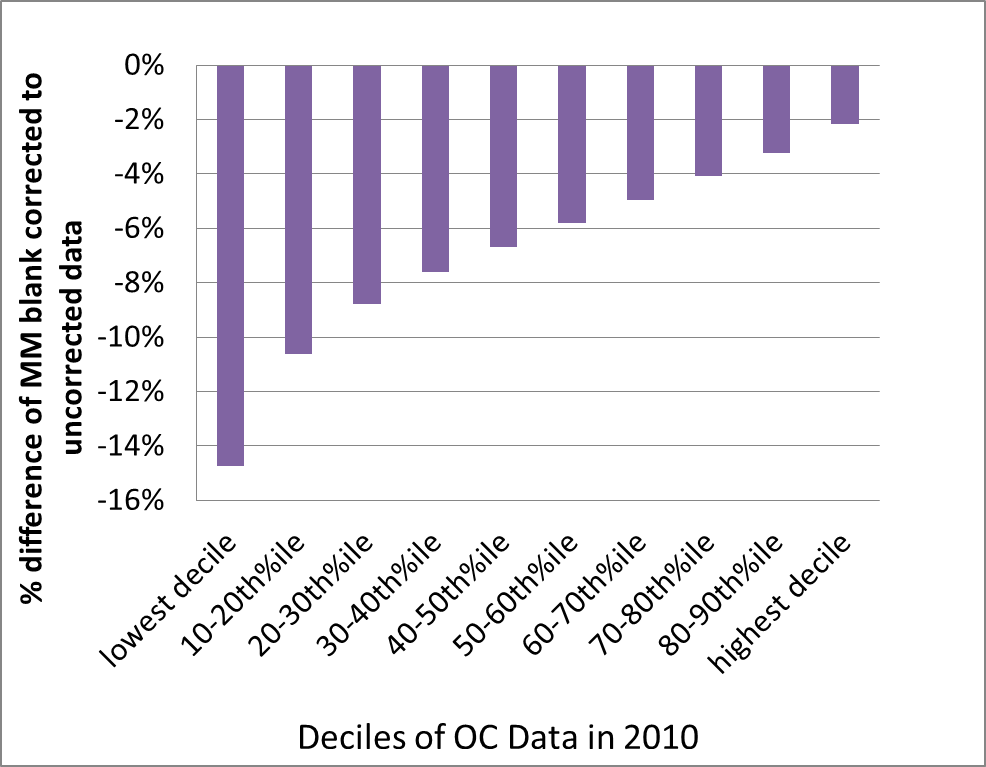 % difference of MM blank corrected to
uncorrected data
0%
-2%
-4%
-6%
-8%
-10%
-12%
-14%
-16%
lowest decile
10-20th%ile
20-30th%ile
30-40th%ile
40-50th%ile
50-60th%ile
60-70th%ile
70-80th%ile
80-90th%ile
highest decile
Deciles of OC Data in 2010